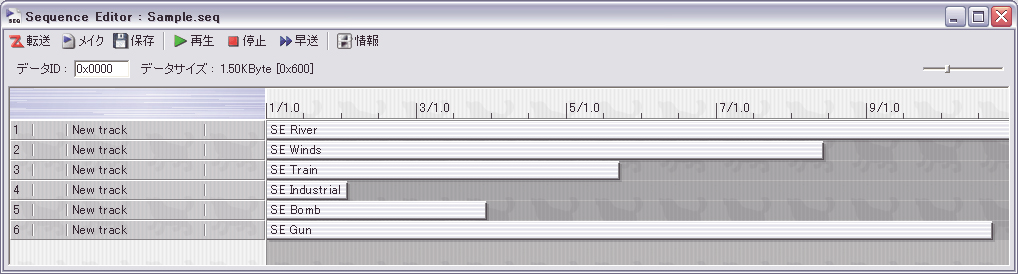 Sequence Editor : Sample.seq
転送 メイク 保存 再生 停止 早送 情報
データID : 0x0000 データサイズ : 1.50KByte [0x600]
1/1.0 3/1.0 5/1.0 7/1.0 9/1.0
1 New track SE River
2 New track SE Winds
3 New track SE Train
4 New track SE Industrial
5 New track SE Bomb
6 New track SE Gun